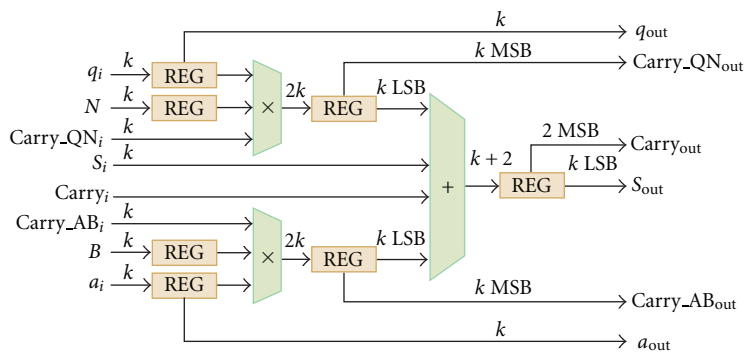 k
q_out
k MSB
Carry_QN_out
q_i
k
REG
2k
k LSB
N
k
REG
×
REG
Carry_QN_i
k
S_i
k
2 MSB
Carry_out
k + 2
k LSB
Carry_i
+
REG
S_out
Carry_AB_i
k
B
k
REG
×
2k
REG
k LSB
a_i
k
REG
k MSB
Carry_AB_out
k
a_out